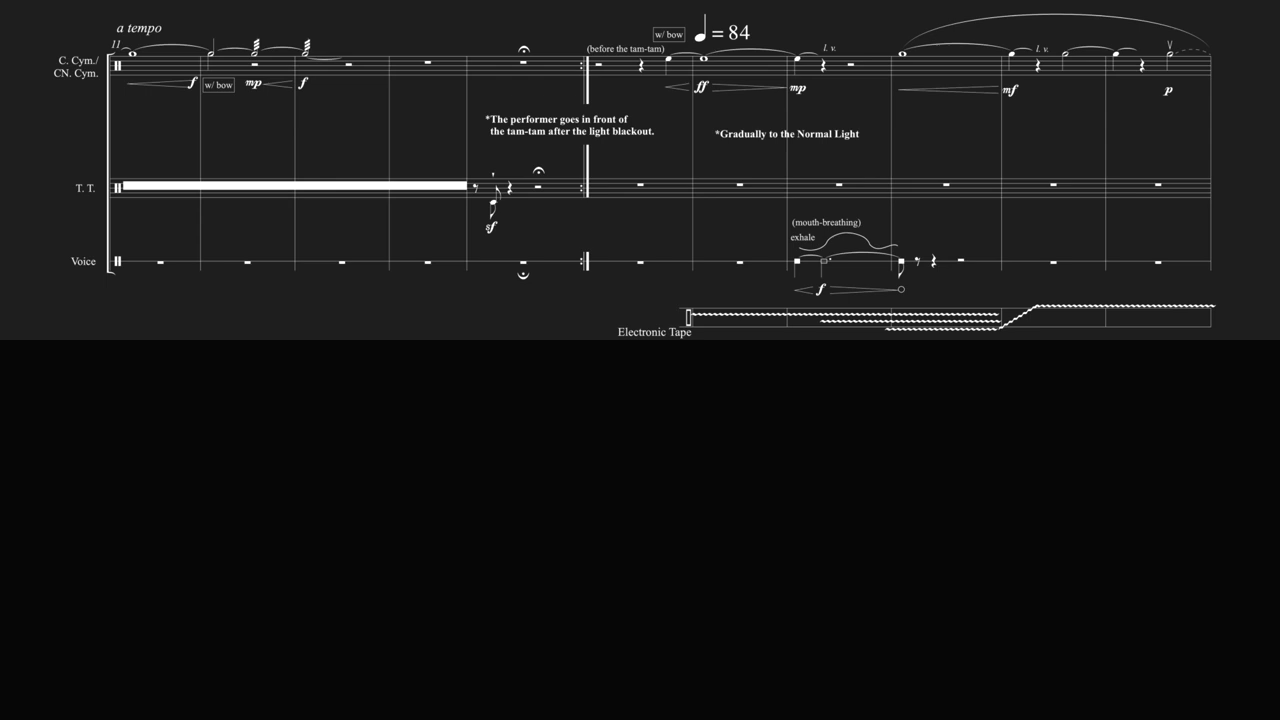 a tempo
11
w/ bow
= 84
(before the tam-tam)
l. v.
l. v.
C. Cym./
CN. Cym.
f
w/ bow
mp
f
ff
mp
mf
p
*The performer goes in front of
the tam-tam after the light blackout.
*Gradually to the Normal Light
T. T.
sf
(mouth-breathing)
exhale
Voice
f
Electronic Tape